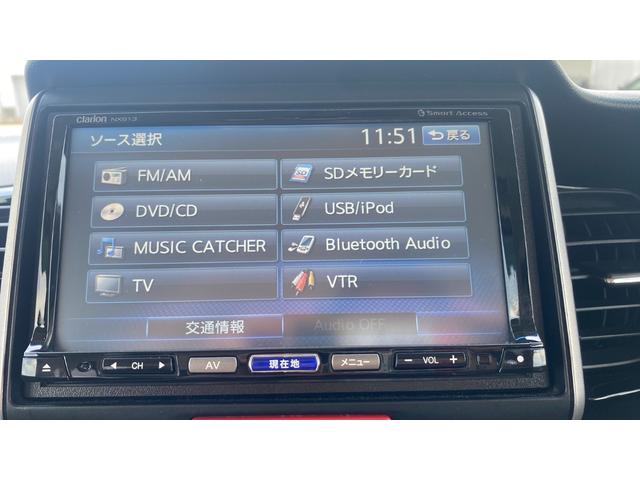 clarion NX613 Smart Access
ソース選択 11:51 戻る
FM/AM SDメモリーカード
DVD/CD USB/iPod
MUSIC CATCHER Bluetooth Audio
TV VTR
交通情報 Audio OFF
CH AV 現在地 メニュー − VOL +